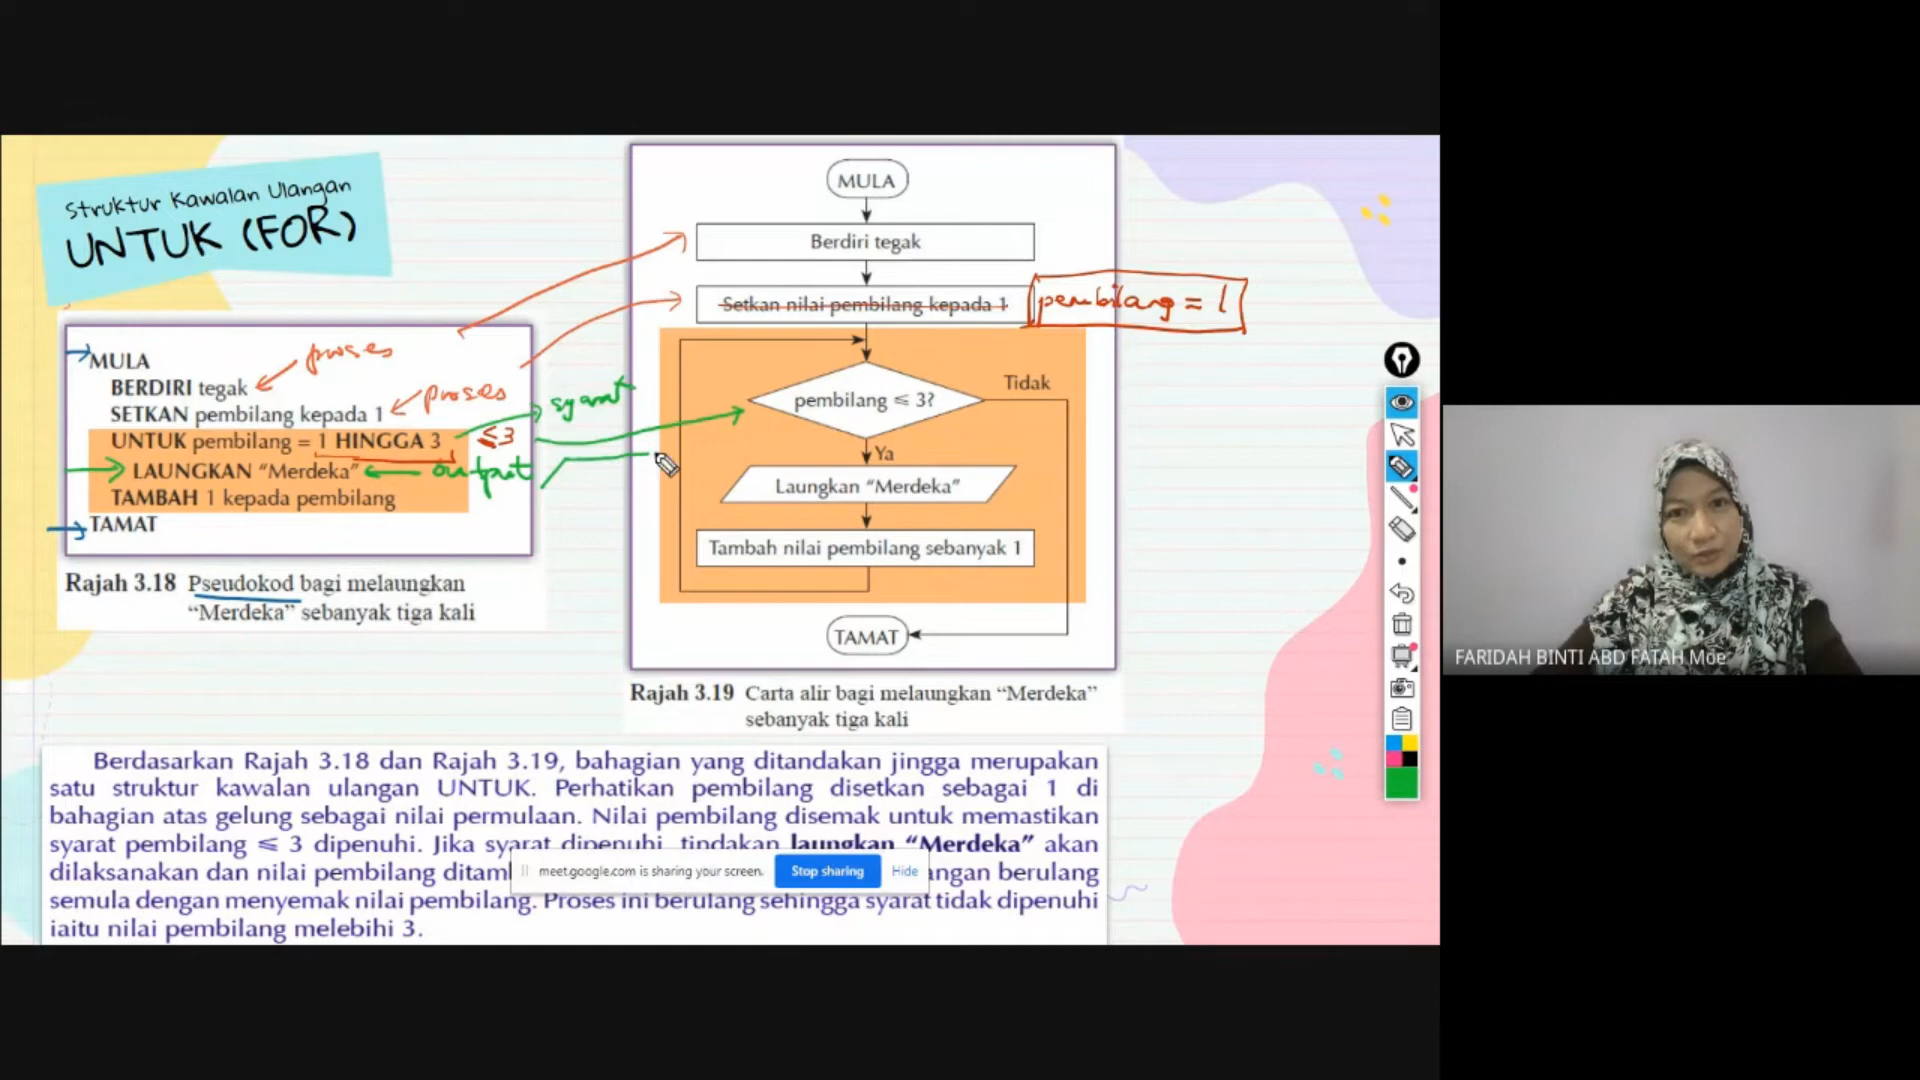 Struktur Kawalan Ulangan
UNTUK (FOR)
MULA
BERDIRI tegak
proses
SETKAN pembilang kepada 1
proses
UNTUK pembilang = 1 HINGGA 3
≤3
syarat
LAUNGKAN “Merdeka”
output
TAMBAH 1 kepada pembilang
TAMAT
Rajah 3.18 Pseudokod bagi melaungkan
“Merdeka” sebanyak tiga kali
MULA
Berdiri tegak
Setkan nilai pembilang kepada 1
pembilang = 1
pembilang ⩽ 3?
Tidak
Ya
Laungkan “Merdeka”
Tambah nilai pembilang sebanyak 1
TAMAT
Rajah 3.19 Carta alir bagi melaungkan “Merdeka”
sebanyak tiga kali
Berdasarkan Rajah 3.18 dan Rajah 3.19, bahagian yang ditandakan jingga merupakan
satu struktur kawalan ulangan UNTUK. Perhatikan pembilang disetkan sebagai 1 di
bahagian atas gelung sebagai nilai permulaan. Nilai pembilang disemak untuk memastikan
syarat pembilang ⩽ 3 dipenuhi. Jika syarat dipenuhi, tindakan laungkan “Merdeka” akan
dilaksanakan dan nilai pembilang ditaml angan berulang
semula dengan menyemak nilai pembilang. Proses ini berulang sehingga syarat tidak dipenuhi
iaitu nilai pembilang melebihi 3.
meet.google.com is sharing your screen.
Stop sharing
Hide
FARIDAH BINTI ABD FATAH Moe